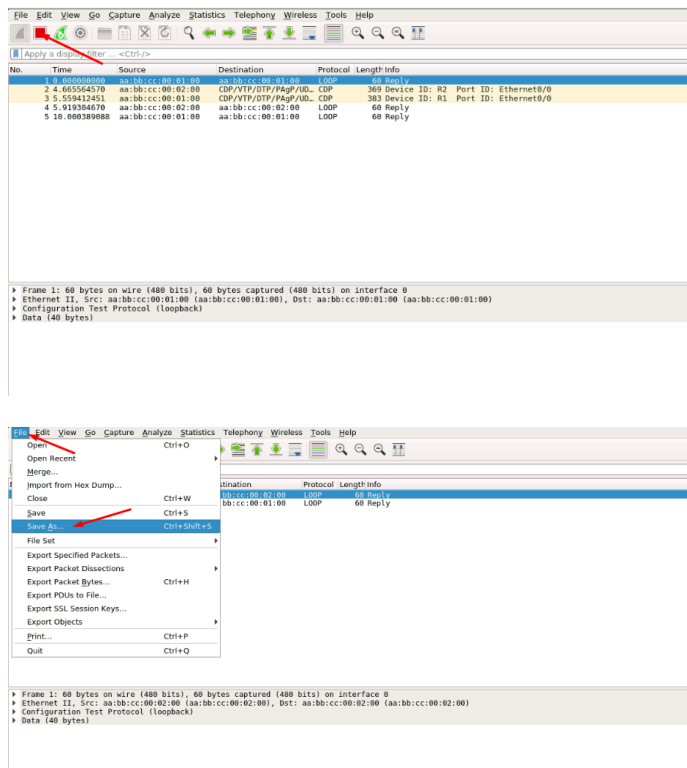 File Edit View Go Capture Analyze Statistics Telephony Wireless Tools Help
Apply a display filter ... <Ctrl-/>
No. Time Source Destination Protocol Length Info
1 0.000000000 aa:bb:cc:00:01:00 aa:bb:cc:00:01:00 LOOP 60 Reply
2 4.665564570 aa:bb:cc:00:02:00 CDP/VTP/DTP/PAgP/UD… CDP 369 Device ID: R2 Port ID: Ethernet0/0
3 5.559412451 aa:bb:cc:00:01:00 CDP/VTP/DTP/PAgP/UD… CDP 383 Device ID: R1 Port ID: Ethernet0/0
4 5.919304670 aa:bb:cc:00:02:00 aa:bb:cc:00:02:00 LOOP 60 Reply
5 10.000389088 aa:bb:cc:00:01:00 aa:bb:cc:00:01:00 LOOP 60 Reply
Frame 1: 60 bytes on wire (480 bits), 60 bytes captured (480 bits) on interface 0
Ethernet II, Src: aa:bb:cc:00:01:00 (aa:bb:cc:00:01:00), Dst: aa:bb:cc:00:01:00 (aa:bb:cc:00:01:00)
Configuration Test Protocol (loopback)
Data (40 bytes)
File Edit View Go Capture Analyze Statistics Telephony Wireless Tools Help
Open Ctrl+O
Open Recent
Merge...
Import from Hex Dump...
stination Protocol Length Info
Close Ctrl+W
bb:cc:00:02:00 LOOP 60 Reply
bb:cc:00:01:00 LOOP 60 Reply
Save Ctrl+S
Save As... Ctrl+Shift+S
File Set
Export Specified Packets...
Export Packet Dissections
Export Packet Bytes... Ctrl+H
Export PDUs to File...
Export SSL Session Keys...
Export Objects
Print... Ctrl+P
Quit Ctrl+Q
Frame 1: 60 bytes on wire (480 bits), 60 bytes captured (480 bits) on interface 0
Ethernet II, Src: aa:bb:cc:00:02:00 (aa:bb:cc:00:02:00), Dst: aa:bb:cc:00:02:00 (aa:bb:cc:00:02:00)
Configuration Test Protocol (loopback)
Data (40 bytes)